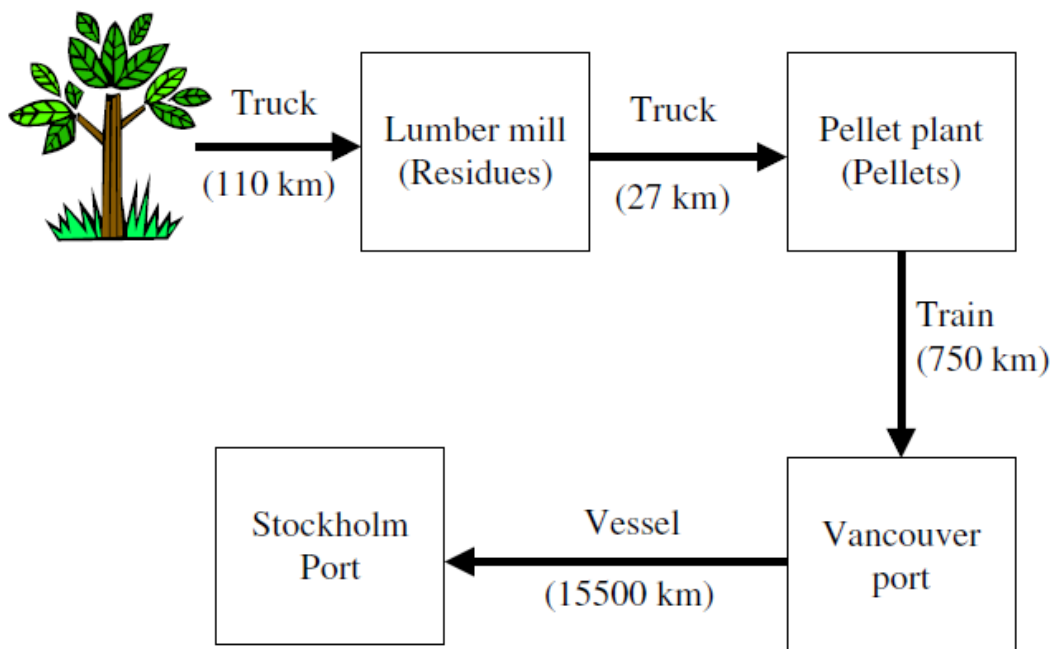 Truck
(110 km)
Lumber mill
(Residues)
Truck
(27 km)
Pellet plant
(Pellets)
Train
(750 km)
Vancouver
port
Vessel
(15500 km)
Stockholm
Port